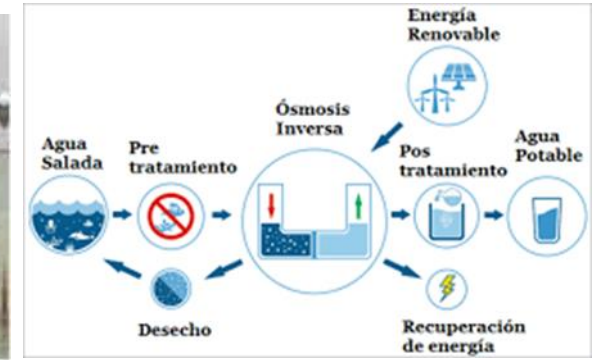 Energía
Renovable
Ósmosis
Inversa
Agua
Salada
Pre
tratamiento
Pos
tratamiento
Agua
Potable
Desecho
Recuperación
de energía